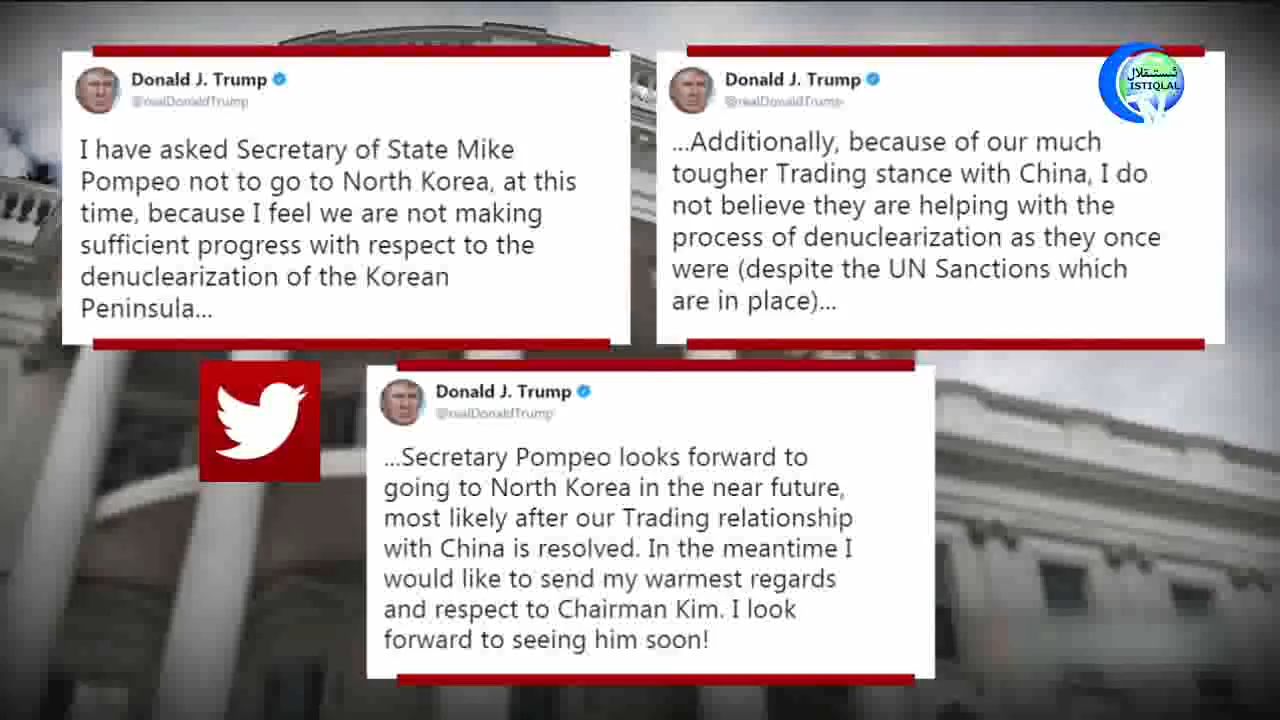 Donald J. Trump
@realDonaldTrump
I have asked Secretary of State Mike
Pompeo not to go to North Korea, at this
time, because I feel we are not making
sufficient progress with respect to the
denuclearization of the Korean
Peninsula...
Donald J. Trump
@realDonaldTrump
...Additionally, because of our much
tougher Trading stance with China, I do
not believe they are helping with the
process of denuclearization as they once
were (despite the UN Sanctions which
are in place)...
ئىستىقلال
ISTIQLAL
Donald J. Trump
@realDonaldTrump
...Secretary Pompeo looks forward to
going to North Korea in the near future,
most likely after our Trading relationship
with China is resolved. In the meantime I
would like to send my warmest regards
and respect to Chairman Kim. I look
forward to seeing him soon!